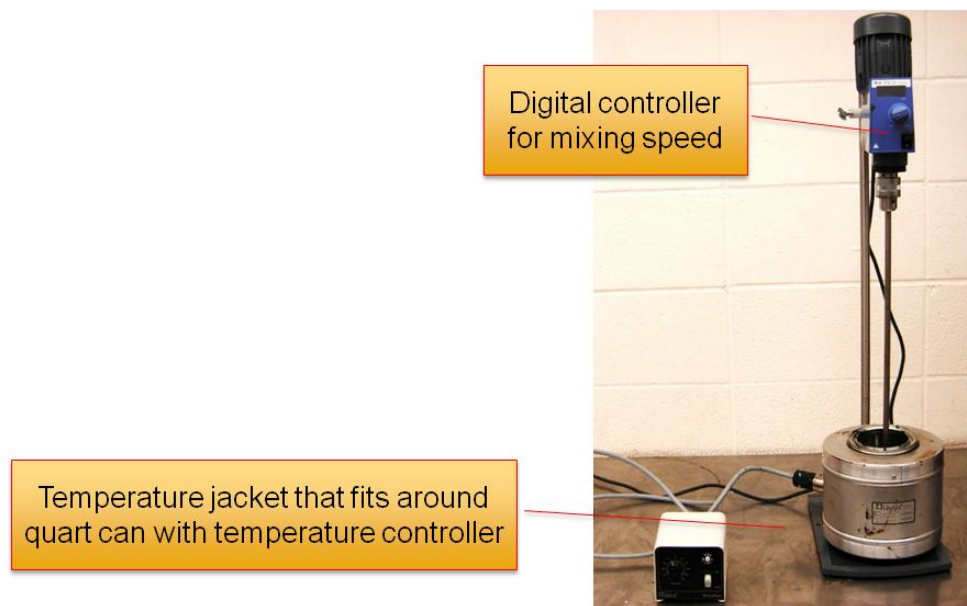 Digital controller
for mixing speed
Temperature jacket that fits around
quart can with temperature controller